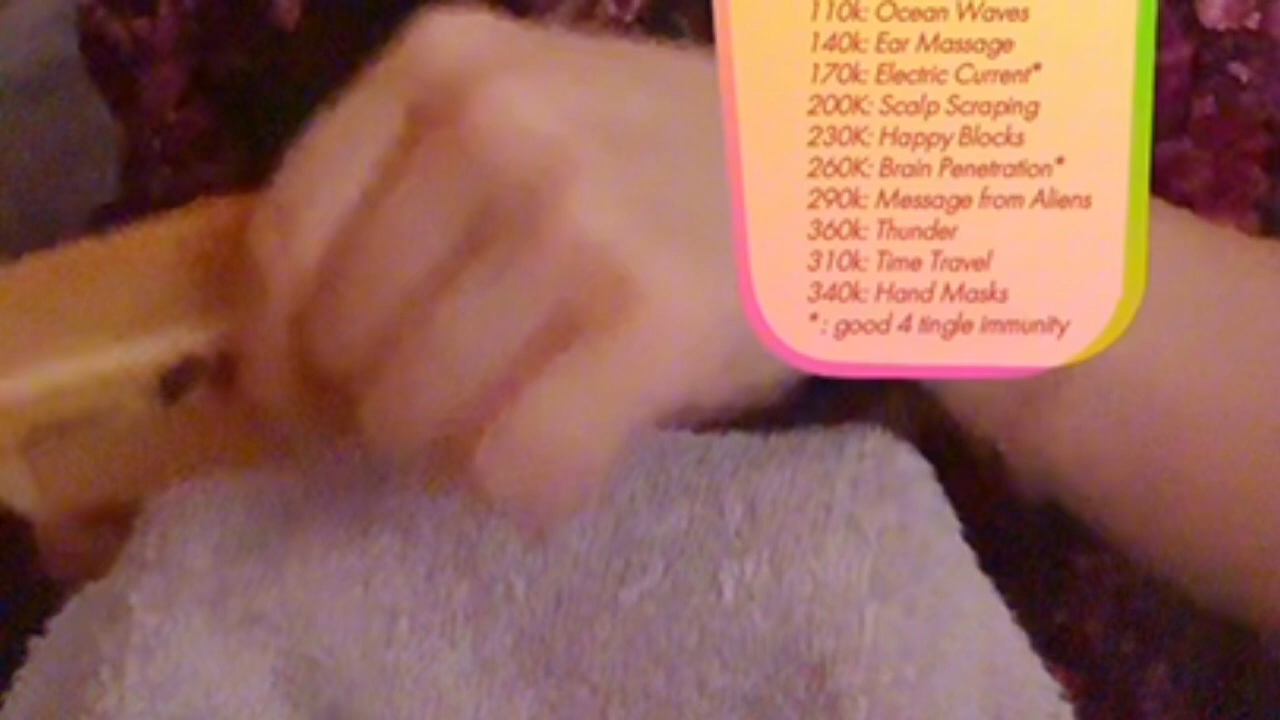 110k: Ocean Waves
140k: Ear Massage
170k: Electric Current*
200K: Scalp Scraping
230K: Happy Blocks
260K: Brain Penetration*
290k: Message from Aliens
360k: Thunder
310k: Time Travel
340k: Hand Masks
*: good 4 tingle immunity